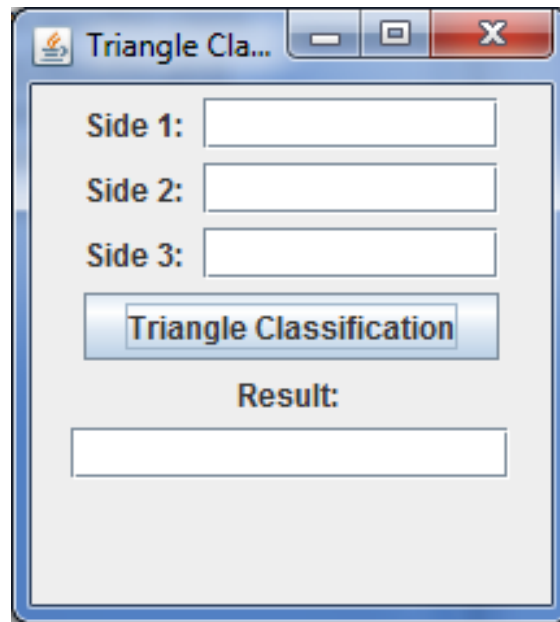 Triangle Cla...
Side 1:
Side 2:
Side 3:
Triangle Classification
Result: